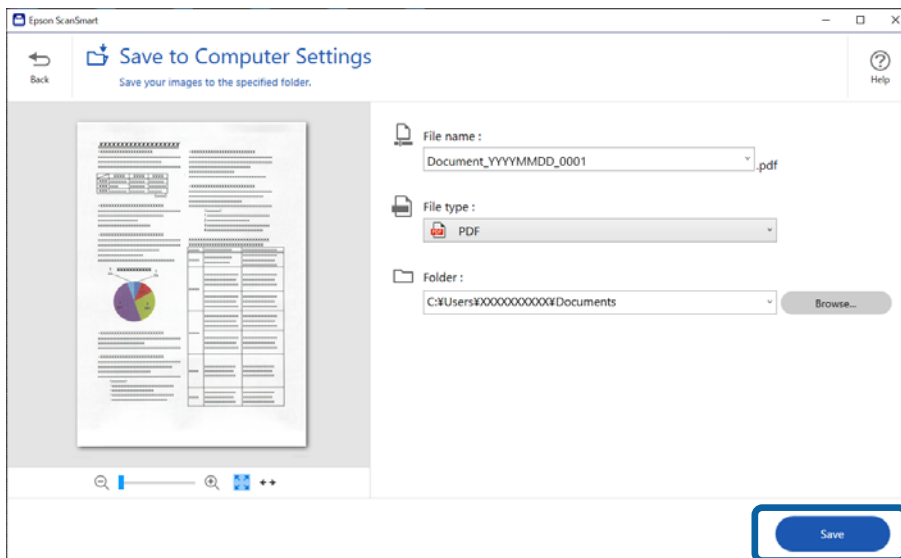 Epson ScanSmart
Back
Save to Computer Settings
Save your images to the specified folder.
Help
File name :
Document_YYYYMMDD_0001
.pdf
File type :
PDF
Folder :
C:¥Users¥XXXXXXXXXX¥Documents
Browse...
Save